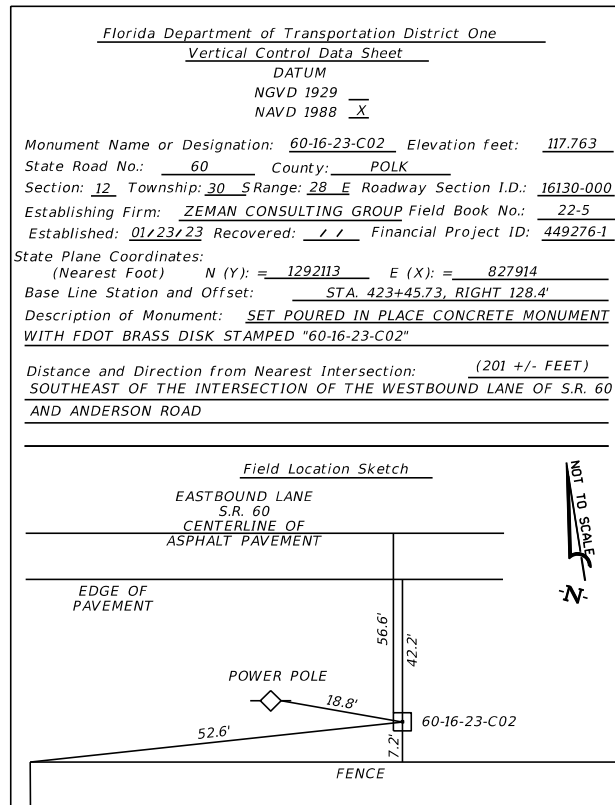 Florida Department of Transportation District One
Vertical Control Data Sheet
DATUM
NGVD 1929
NAVD 1988 X
Monument Name or Designation: 60-16-23-C02 Elevation feet: 117.763
State Road No.: 60 County: POLK
Section: 12 Township: 30 S Range: 28 E Roadway Section I.D.: 16130-000
Establishing Firm: ZEMAN CONSULTING GROUP Field Book No.: 22-5
Established: 01/23/23 Recovered: / / Financial Project ID: 449276-1
State Plane Coordinates:
(Nearest Foot) N (Y): = 1292113 E (X): = 827914
Base Line Station and Offset: STA. 423+45.73, RIGHT 128.4'
Description of Monument: SET POURED IN PLACE CONCRETE MONUMENT
WITH FDOT BRASS DISK STAMPED "60-16-23-C02"
Distance and Direction from Nearest Intersection: (201 +/- FEET)
SOUTHEAST OF THE INTERSECTION OF THE WESTBOUND LANE OF S.R. 60
AND ANDERSON ROAD
Field Location Sketch
EASTBOUND LANE
S.R. 60
CENTERLINE OF
ASPHALT PAVEMENT
NOT TO SCALE
N
EDGE OF
PAVEMENT
56.6'
42.2'
POWER POLE
18.8'
60-16-23-C02
52.6'
7.2'
FENCE